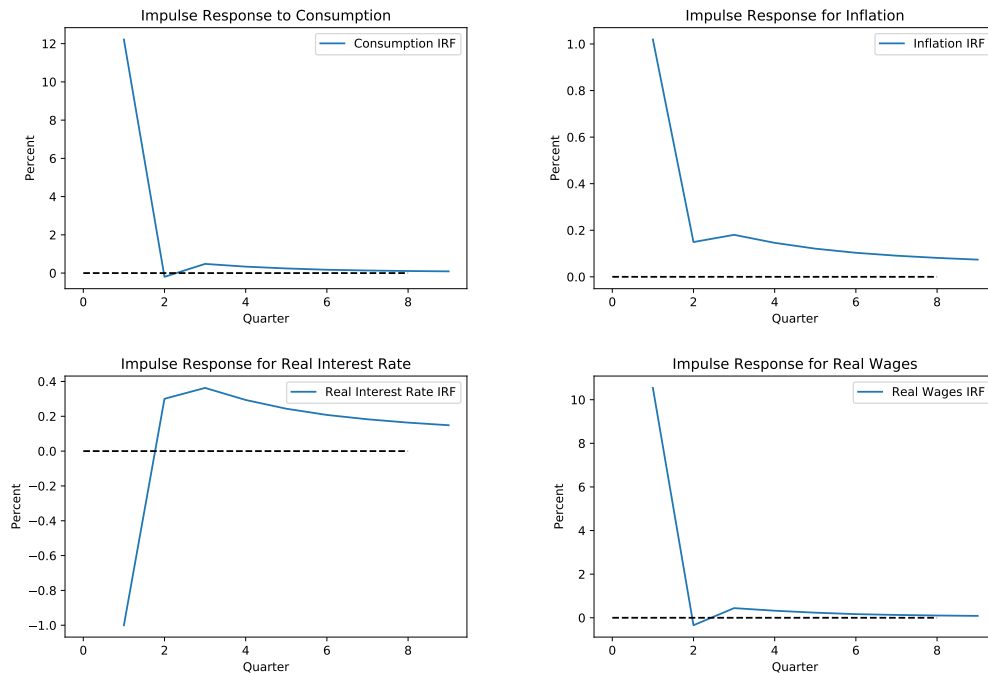 Impulse Response to Consumption
Consumption IRF
12
10
8
6
4
2
0
Percent
0 2 4 6 8
Quarter
Impulse Response for Inflation
Inflation IRF
1.0
0.8
0.6
0.4
0.2
0.0
Percent
0 2 4 6 8
Quarter
Impulse Response for Real Interest Rate
Real Interest Rate IRF
0.4
0.2
0.0
−0.2
−0.4
−0.6
−0.8
−1.0
Percent
0 2 4 6 8
Quarter
Impulse Response for Real Wages
Real Wages IRF
10
8
6
4
2
0
Percent
0 2 4 6 8
Quarter